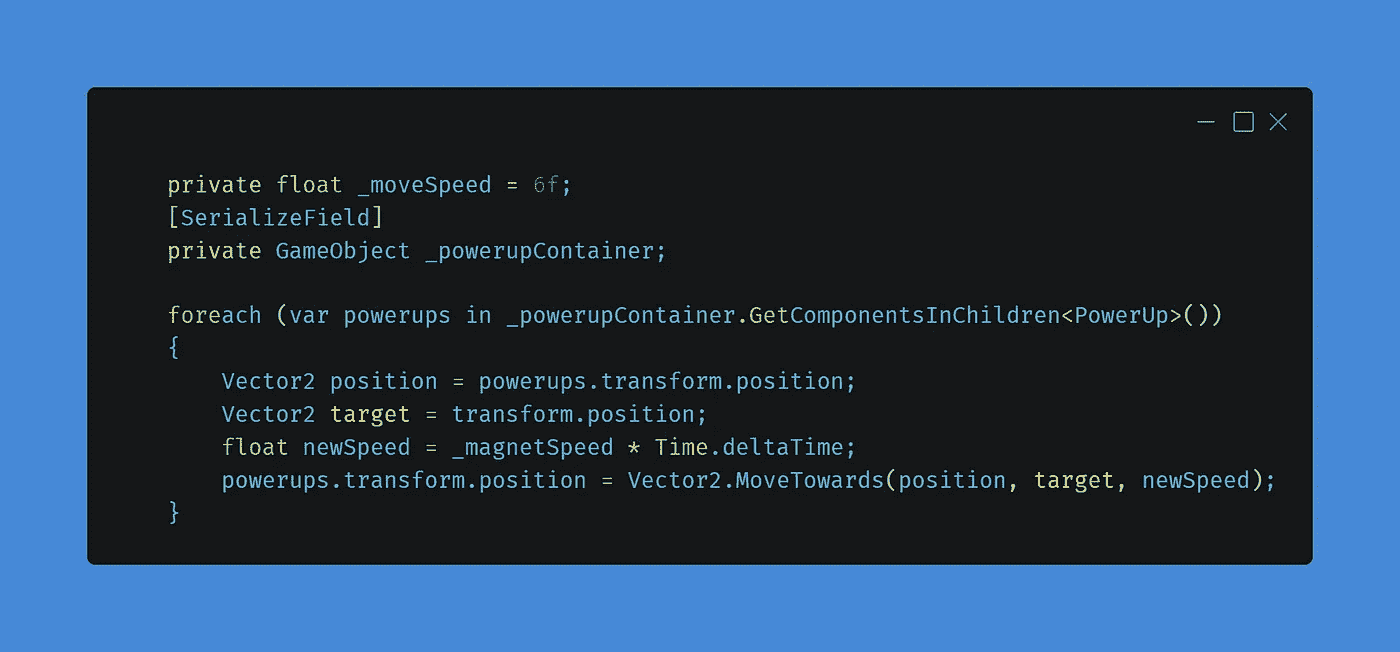 private float _moveSpeed = 6f;
[SerializeField]
private GameObject _powerupContainer;

foreach (var powerups in _powerupContainer.GetComponentsInChildren<PowerUp>())
{
    Vector2 position = powerups.transform.position;
    Vector2 target = transform.position;
    float newSpeed = _magnetSpeed * Time.deltaTime;
    powerups.transform.position = Vector2.MoveTowards(position, target, newSpeed);
}